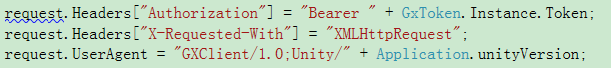 request.Headers["Authorization"] = "Bearer " + GxToken.Instance.Token;
request.Headers["X-Requested-With"] = "XMLHttpRequest";
request.UserAgent = "GXClient/1.0;Unity/" + Application.unityVersion;